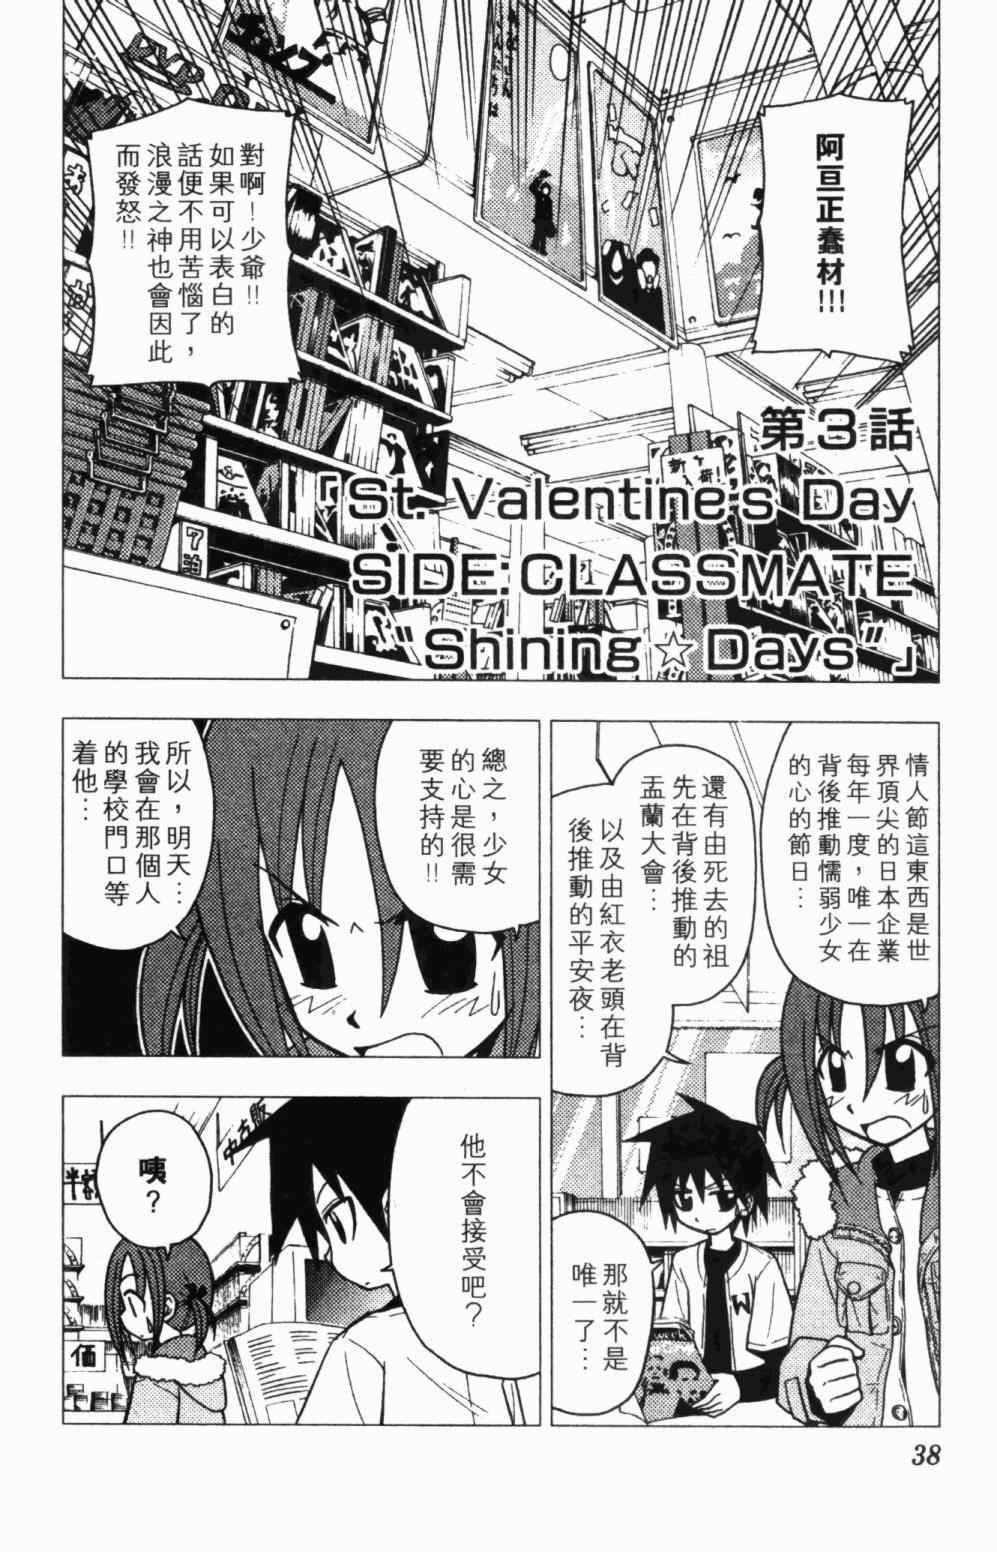 阿亘正蠢材!!!
對啊!少爺!!
如果可以表白的
話便不用苦惱了，
浪漫之神也會因此
而發怒!!
第3話
「St. Valentine's Day
SIDE:CLASSMATE
"Shining☆Days"」
7
新
情人節這東西是世
界頂尖的日本企業
每年一度，唯一在
背後推動懦弱少女
的心的節日…
還有由死去的祖
先在背後推動的
盂蘭大會…
以及由紅衣老頭在背
後推動的平安夜…
那就不是
唯一了…
總之，少女
的心是很需
要支持的!!
所以，明天…
我會在那個人
的學校門口等
着他…
他不會接受吧?
咦?
中古販
半額
価
38